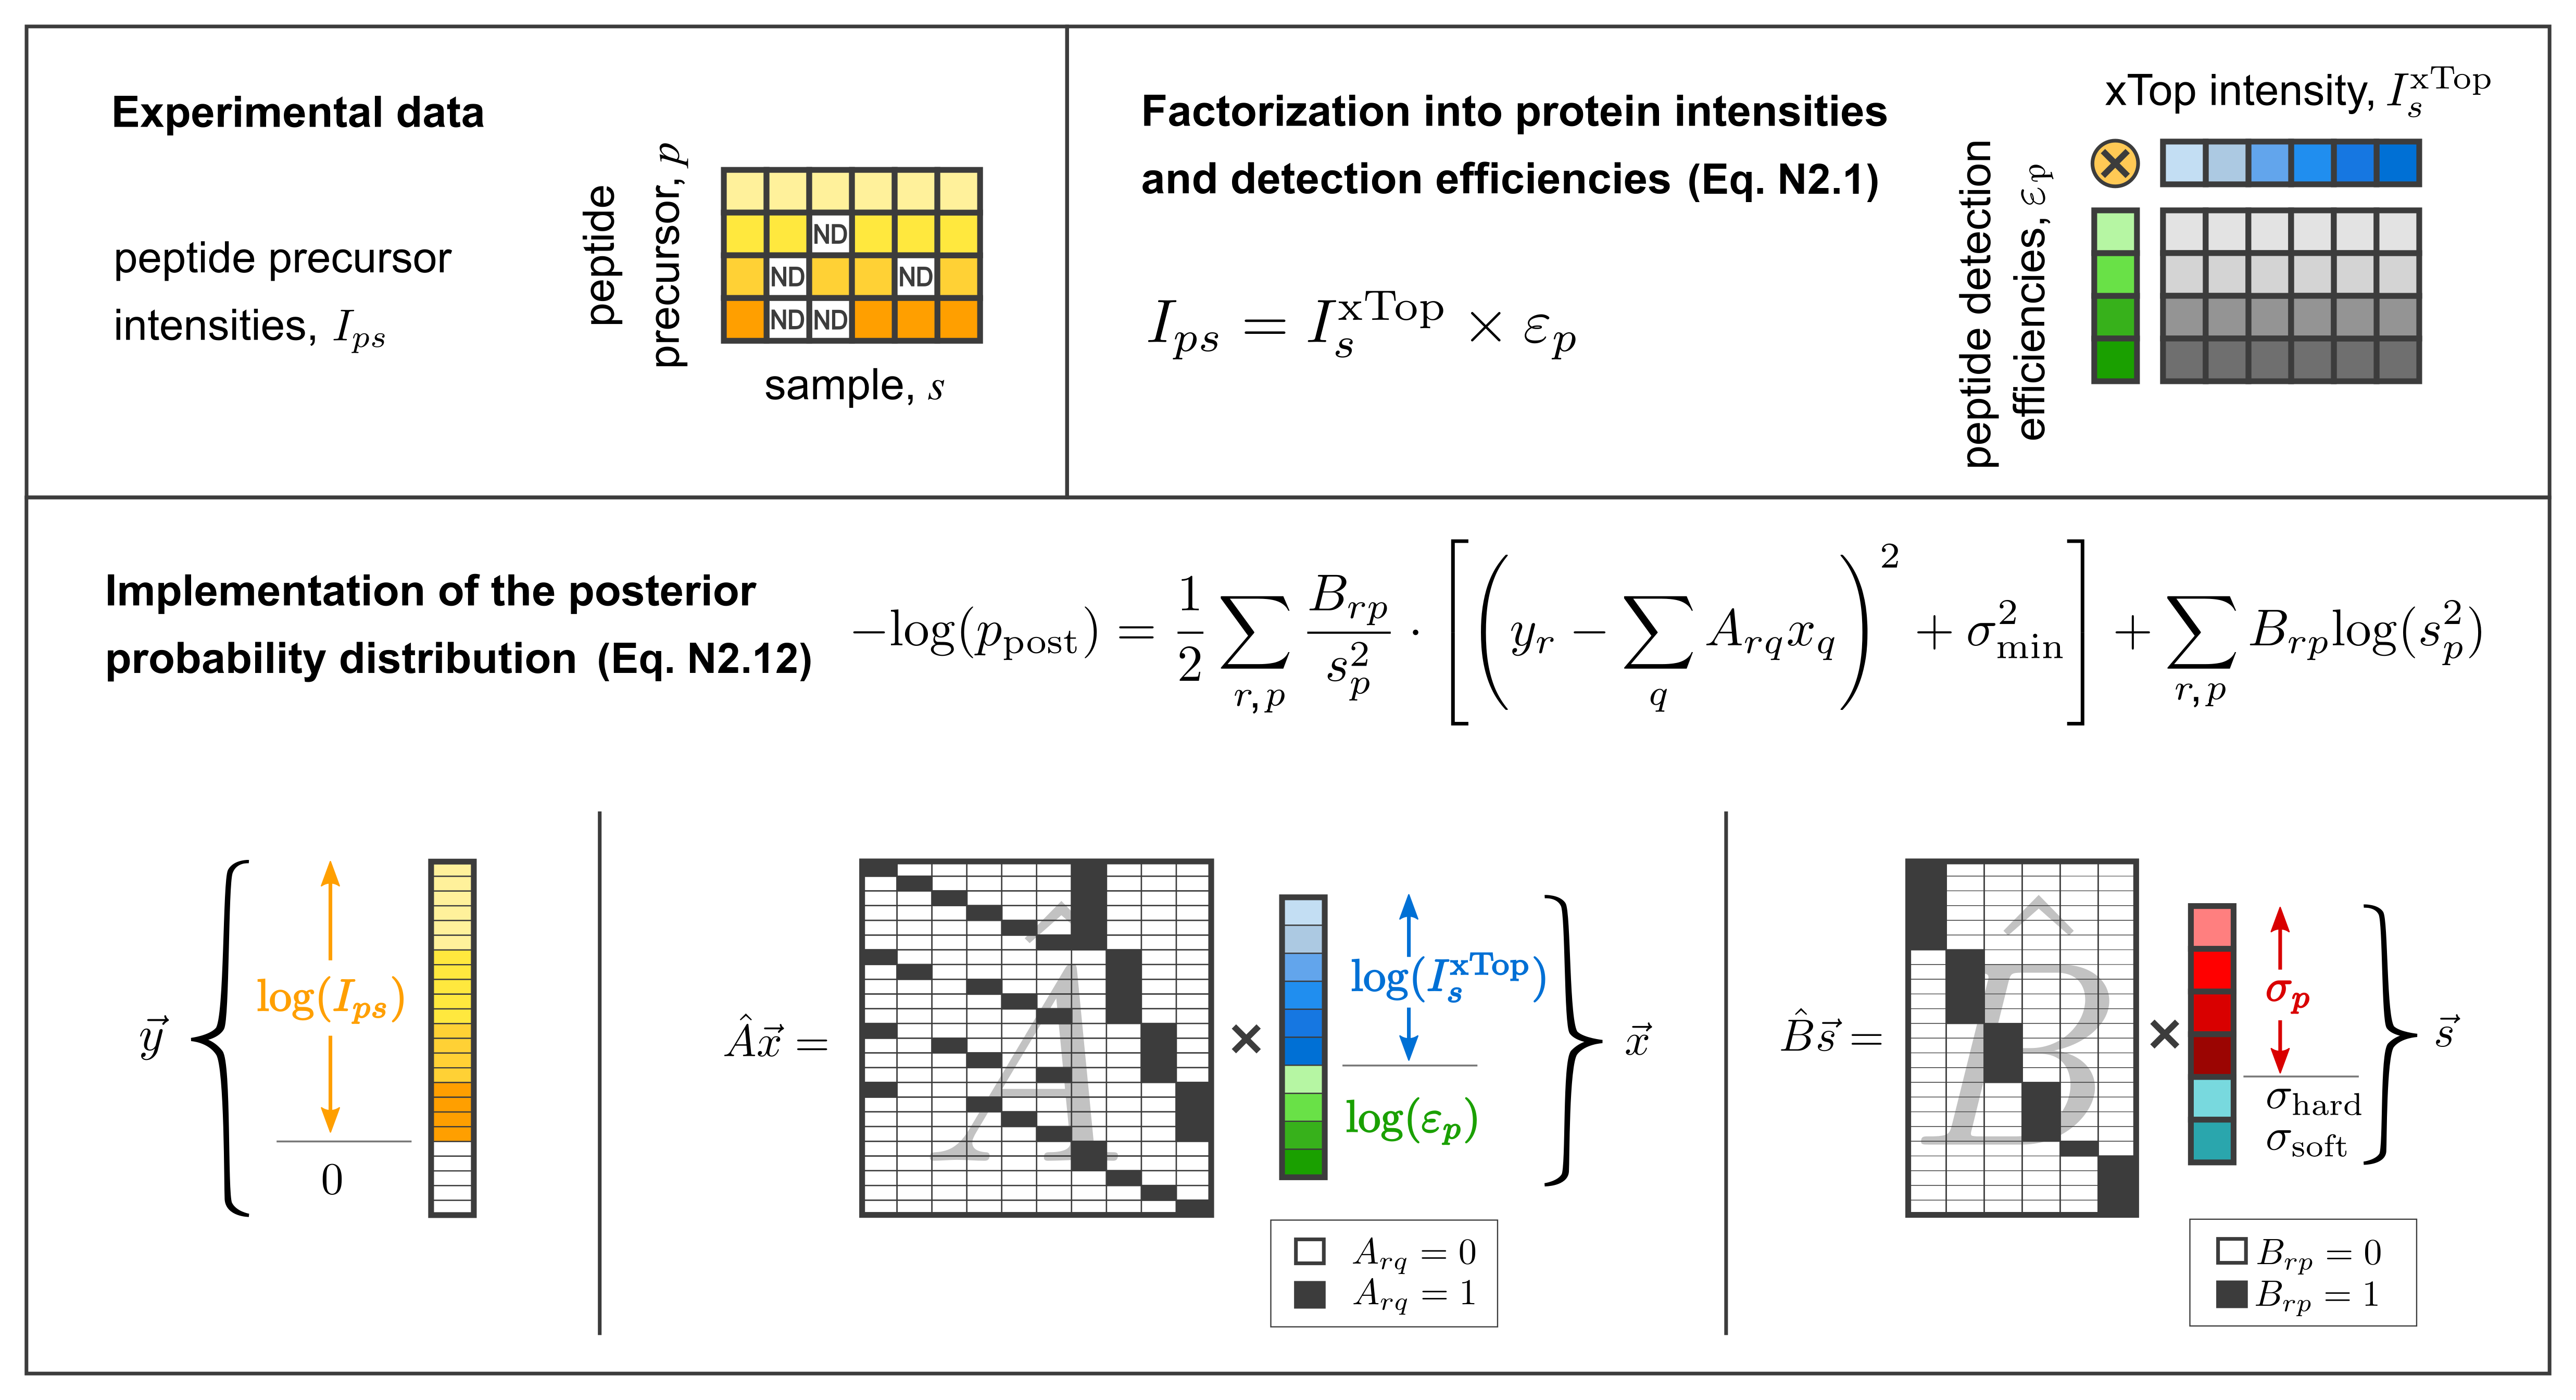 Experimental data
peptide precursor
intensities, I_ps
peptide
precursor, p
ND
ND ND
ND ND
sample, s
Factorization into protein intensities
and detection efficiencies (Eq. N2.1)
I_ps = I_s^xTop × ε_p
xTop intensity, I_s^xTop
peptide detection
efficiencies, ε_p
Implementation of the posterior
probability distribution (Eq. N2.12)
−log(p_post) = 1/2 ∑_{r,p} B_rp/s_p^2 · [(y_r − ∑_q A_rq x_q)^2 + σ_min^2] + ∑_{r,p} B_rp log(s_p^2)
y⃗
log(I_ps)
0
Âx⃗ =
Â
×
log(I_s^xTop)
log(ε_p)
x⃗
A_rq = 0
A_rq = 1
B̂s⃗ =
B̂
×
σ_p
σ_hard
σ_soft
s⃗
B_rp = 0
B_rp = 1